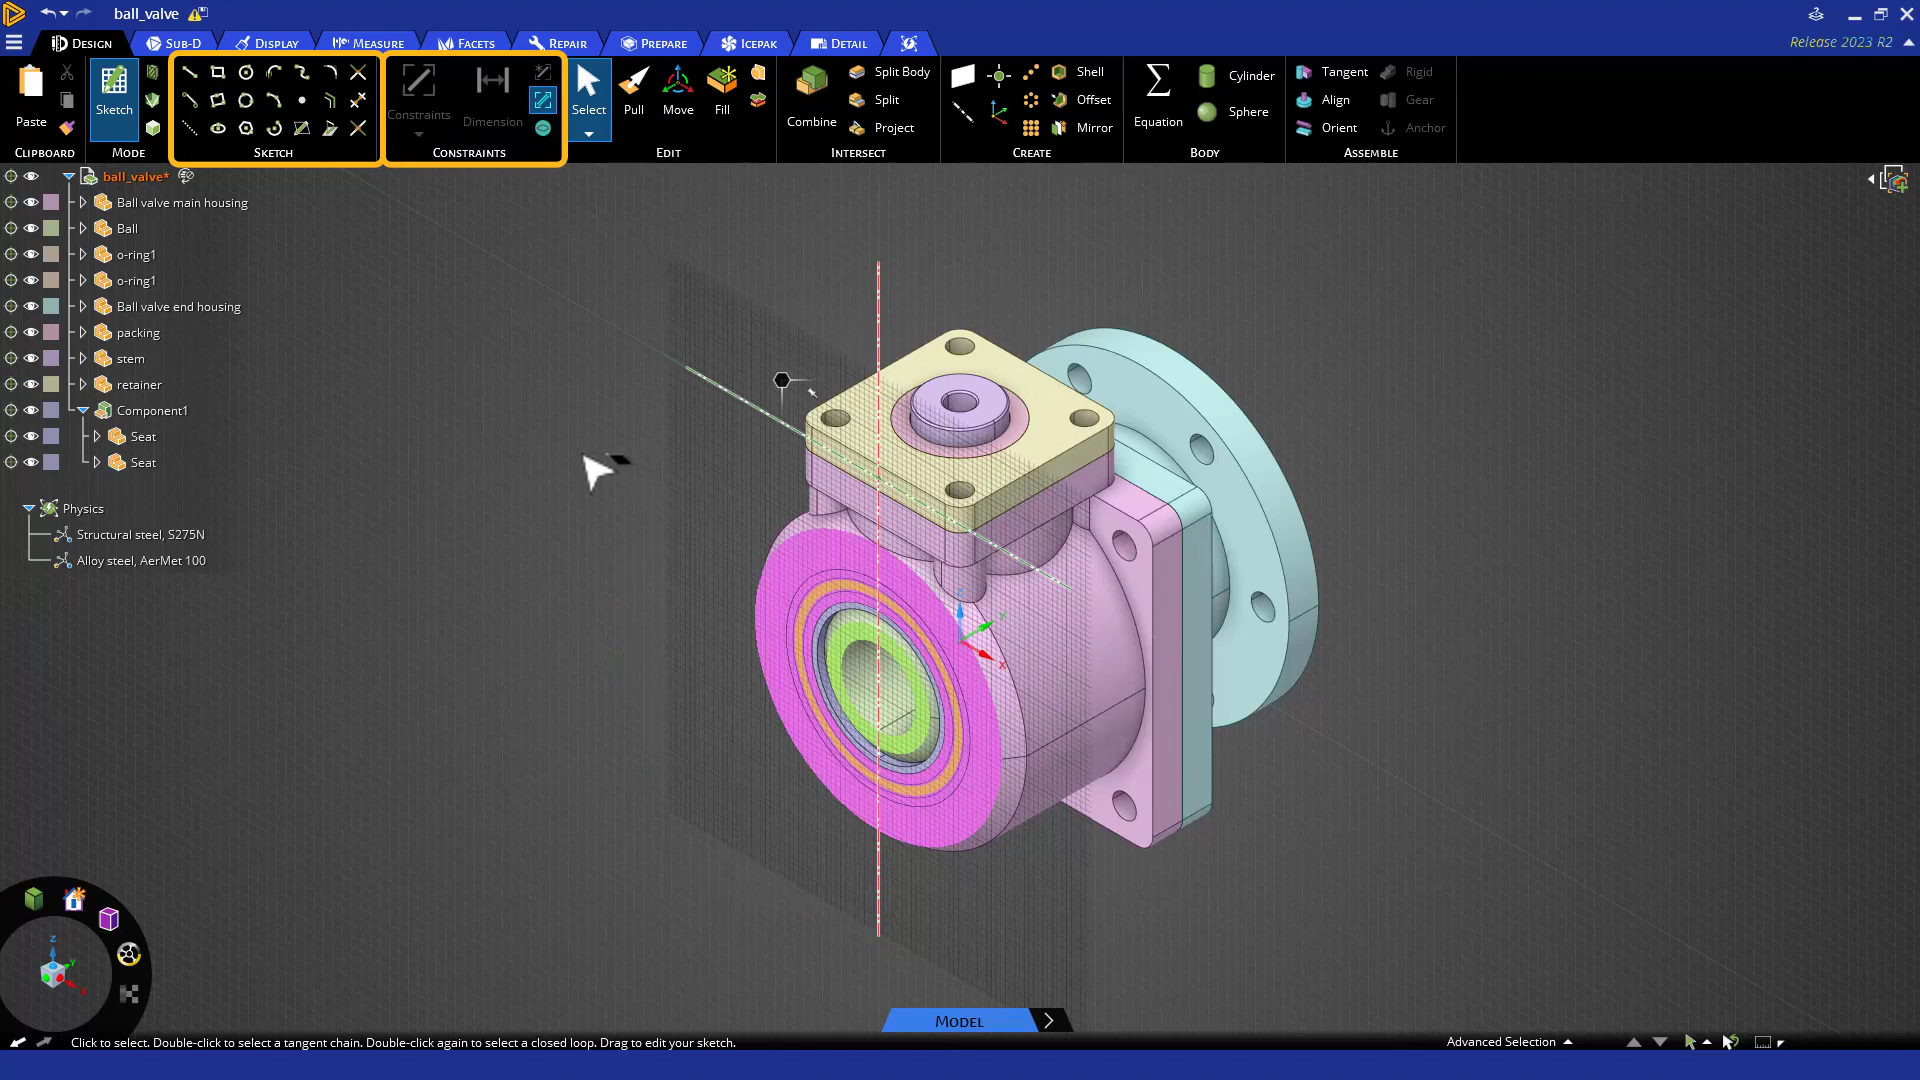 ball_valve
DESIGN SUB-D DISPLAY MEASURE FACETS REPAIR PREPARE ICEPAK DETAIL Release 2023 R2
Paste Sketch Constraints Dimension Select Pull Move Fill Combine Split Body Split Project Shell Offset Mirror Equation Cylinder Sphere Tangent Align Orient Rigid Gear Anchor
CLIPBOARD MODE SKETCH CONSTRAINTS EDIT INTERSECT CREATE BODY ASSEMBLE
ball_valve*
Ball valve main housing
Ball
o-ring1
o-ring1
Ball valve end housing
packing
stem
retainer
Component1
Seat
Seat
Physics
Structural steel, S275N
Alloy steel, AerMet 100
Z
Y
X
Z
Y
X
MODEL
Click to select. Double-click to select a tangent chain. Double-click again to select a closed loop. Drag to edit your sketch. Advanced Selection